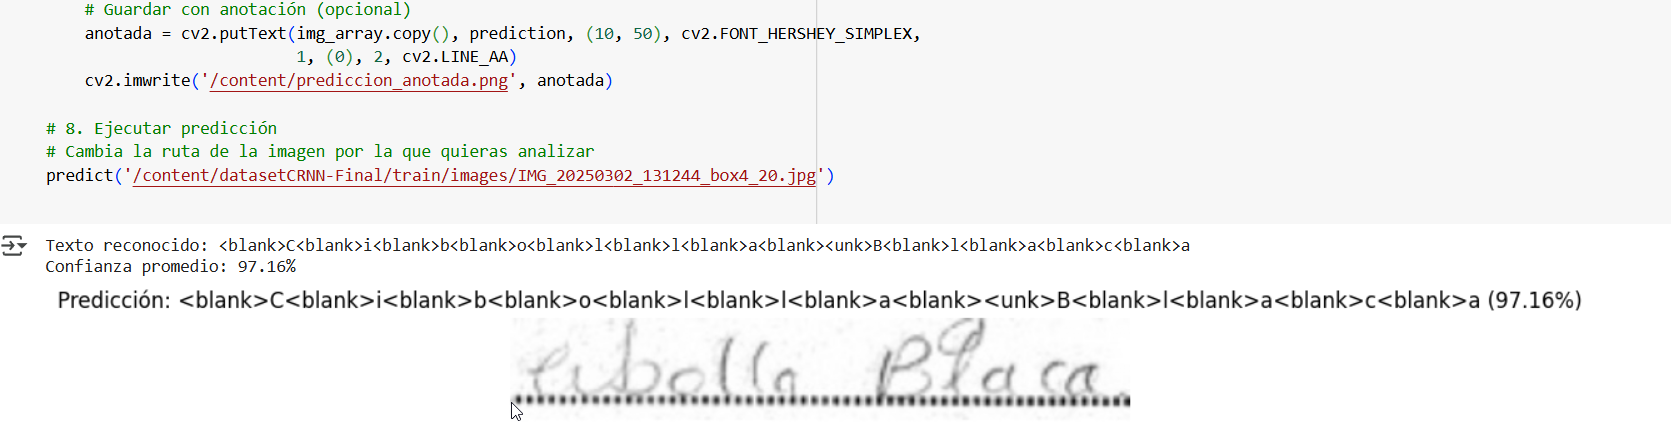 # Guardar con anotación (opcional)
anotada = cv2.putText(img_array.copy(), prediction, (10, 50), cv2.FONT_HERSHEY_SIMPLEX,
1, (0), 2, cv2.LINE_AA)
cv2.imwrite('/content/prediccion_anotada.png', anotada)
# 8. Ejecutar predicción
# Cambia la ruta de la imagen por la que quieras analizar
predict('/content/datasetCRNN-Final/train/images/IMG_20250302_131244_box4_20.jpg')
Texto reconocido: <blank>C<blank>i<blank>b<blank>o<blank>l<blank>l<blank>a<blank><unk>B<blank>l<blank>a<blank>c<blank>a
Confianza promedio: 97.16%
Predicción: <blank>C<blank>i<blank>b<blank>o<blank>l<blank>l<blank>a<blank><unk>B<blank>l<blank>a<blank>c<blank>a (97.16%)
Cibolla Blaca